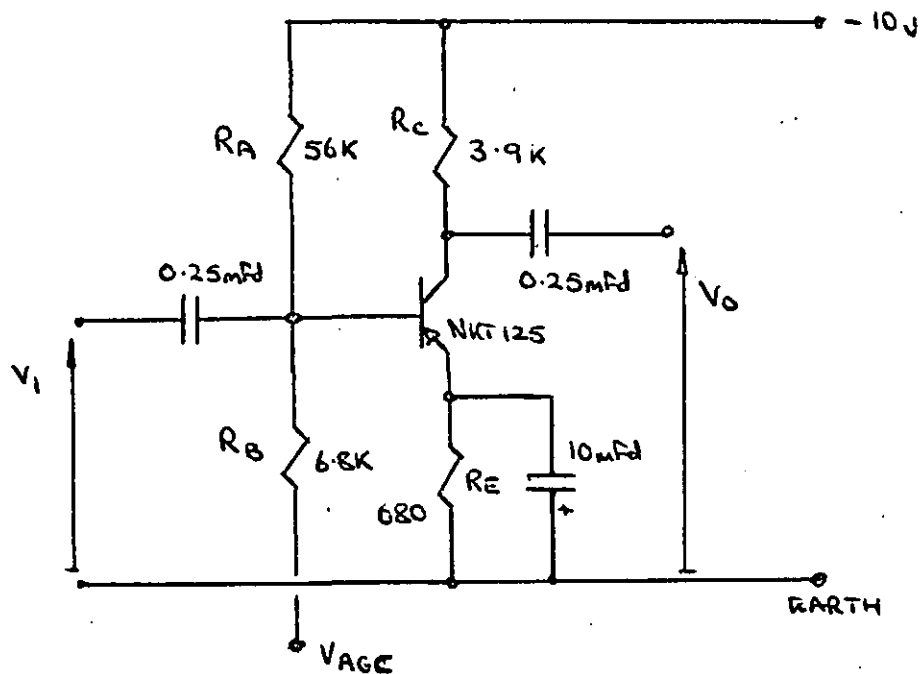 - 10V
RA
56K
RC
3.9K
0.25mfd
0.25mfd
V1
VO
NKT125
RB
6.8K
RE
680
10mfd
+
EARTH
VAGC